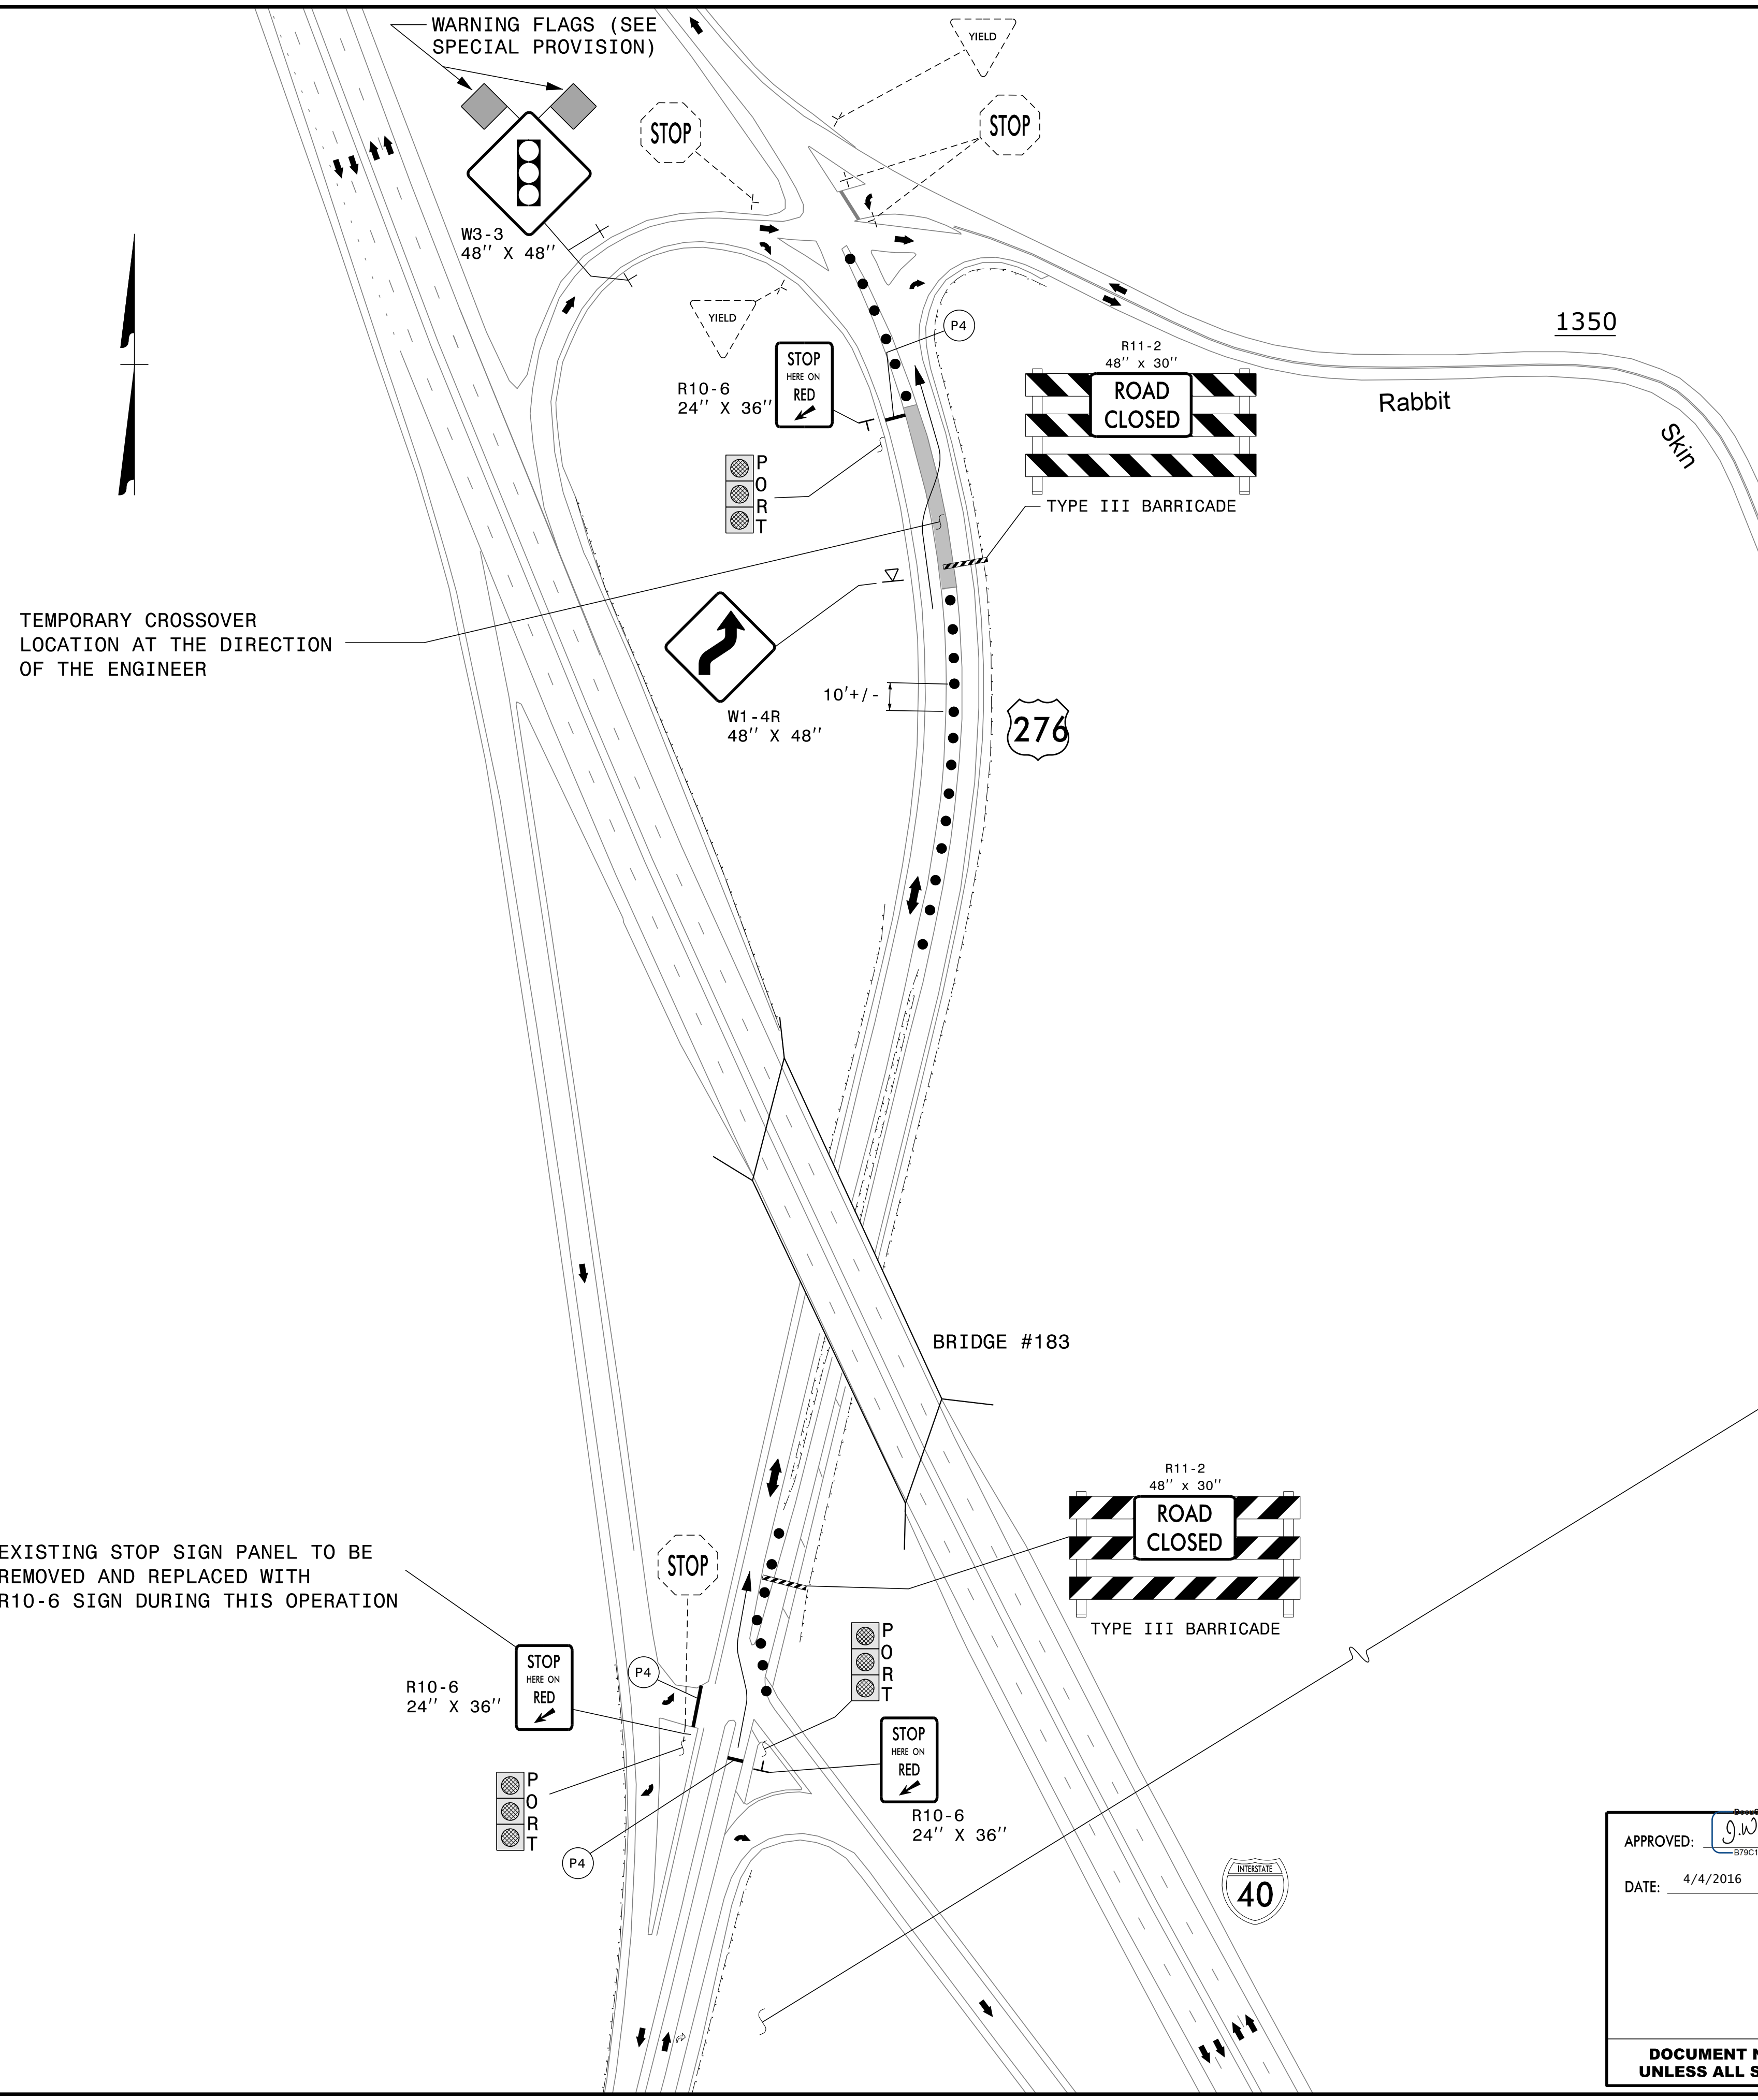 WARNING FLAGS (SEE
SPECIAL PROVISION)
YIELD
STOP
STOP
W3-3
48'' X 48''
YIELD
P4
1350
STOP
HERE ON
RED
R10-6
24'' X 36''
R11-2
48'' x 30''
ROAD
CLOSED
Rabbit
Skin
P
O
R
T
TYPE III BARRICADE
TEMPORARY CROSSOVER
LOCATION AT THE DIRECTION
OF THE ENGINEER
10'+/-
W1-4R
48'' X 48''
276
BRIDGE #183
R11-2
48'' x 30''
ROAD
CLOSED
TYPE III BARRICADE
EXISTING STOP SIGN PANEL TO BE
REMOVED AND REPLACED WITH
R10-6 SIGN DURING THIS OPERATION
STOP
STOP
HERE ON
RED
R10-6
24'' X 36''
P4
P
O
R
T
STOP
HERE ON
RED
R10-6
24'' X 36''
P
O
R
T
P4
INTERSTATE
40
APPROVED:
B79C1
DATE: 4/4/2016
DOCUMENT
UNLESS ALL